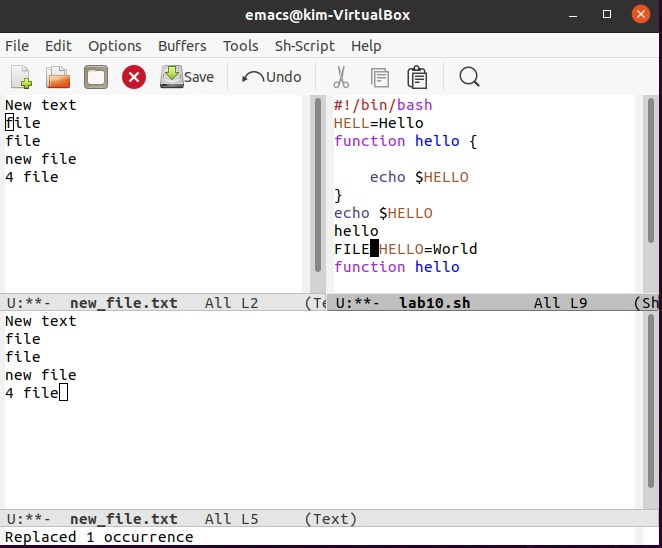 emacs@kim-VirtualBox
File Edit Options Buffers Tools Sh-Script Help
Save Undo
New text
file
file
new file
4 file
U:**- new_file.txt All L2 (Te
#!/bin/bash
HELL=Hello
function hello {
echo $HELLO
}
echo $HELLO
hello
FILE HELLO=World
function hello
U:**- lab10.sh All L9 (Sh
New text
file
file
new file
4 file
U:**- new_file.txt All L5 (Text)
Replaced 1 occurrence